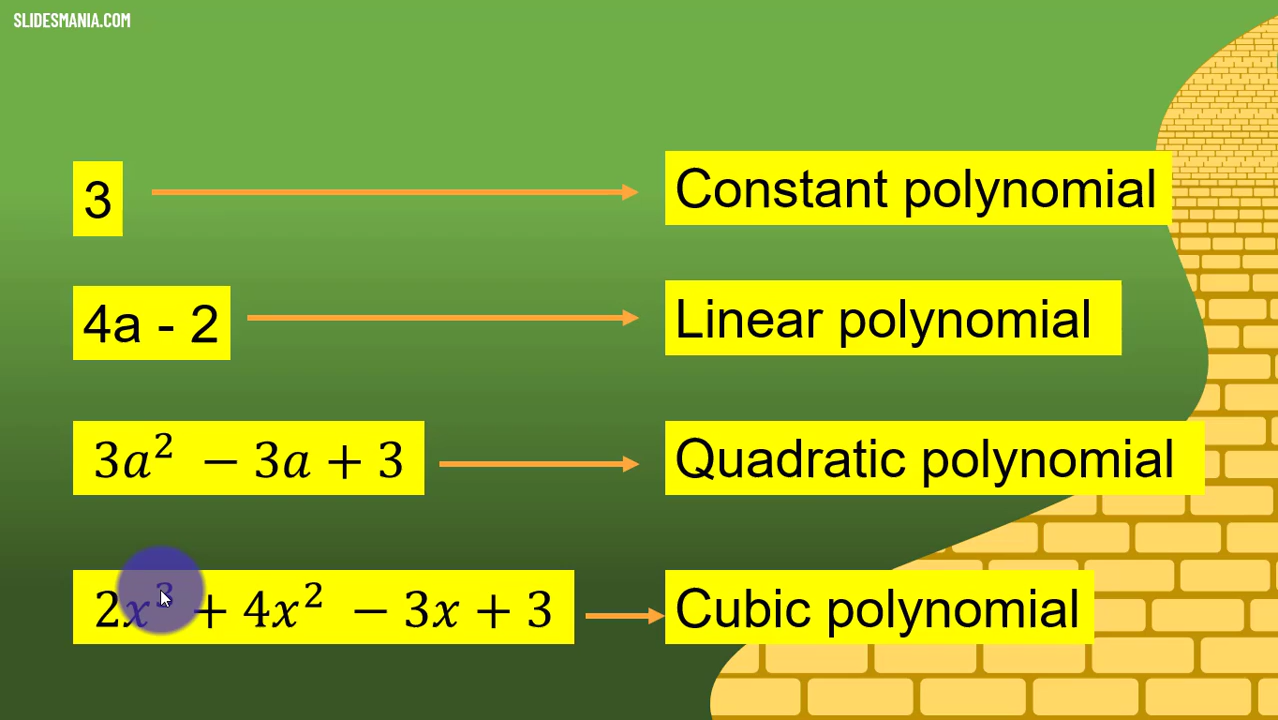 SLIDESMANIA.COM
3
Constant polynomial
4a - 2
Linear polynomial
3a² − 3a + 3
Quadratic polynomial
2x³ + 4x² − 3x + 3
Cubic polynomial